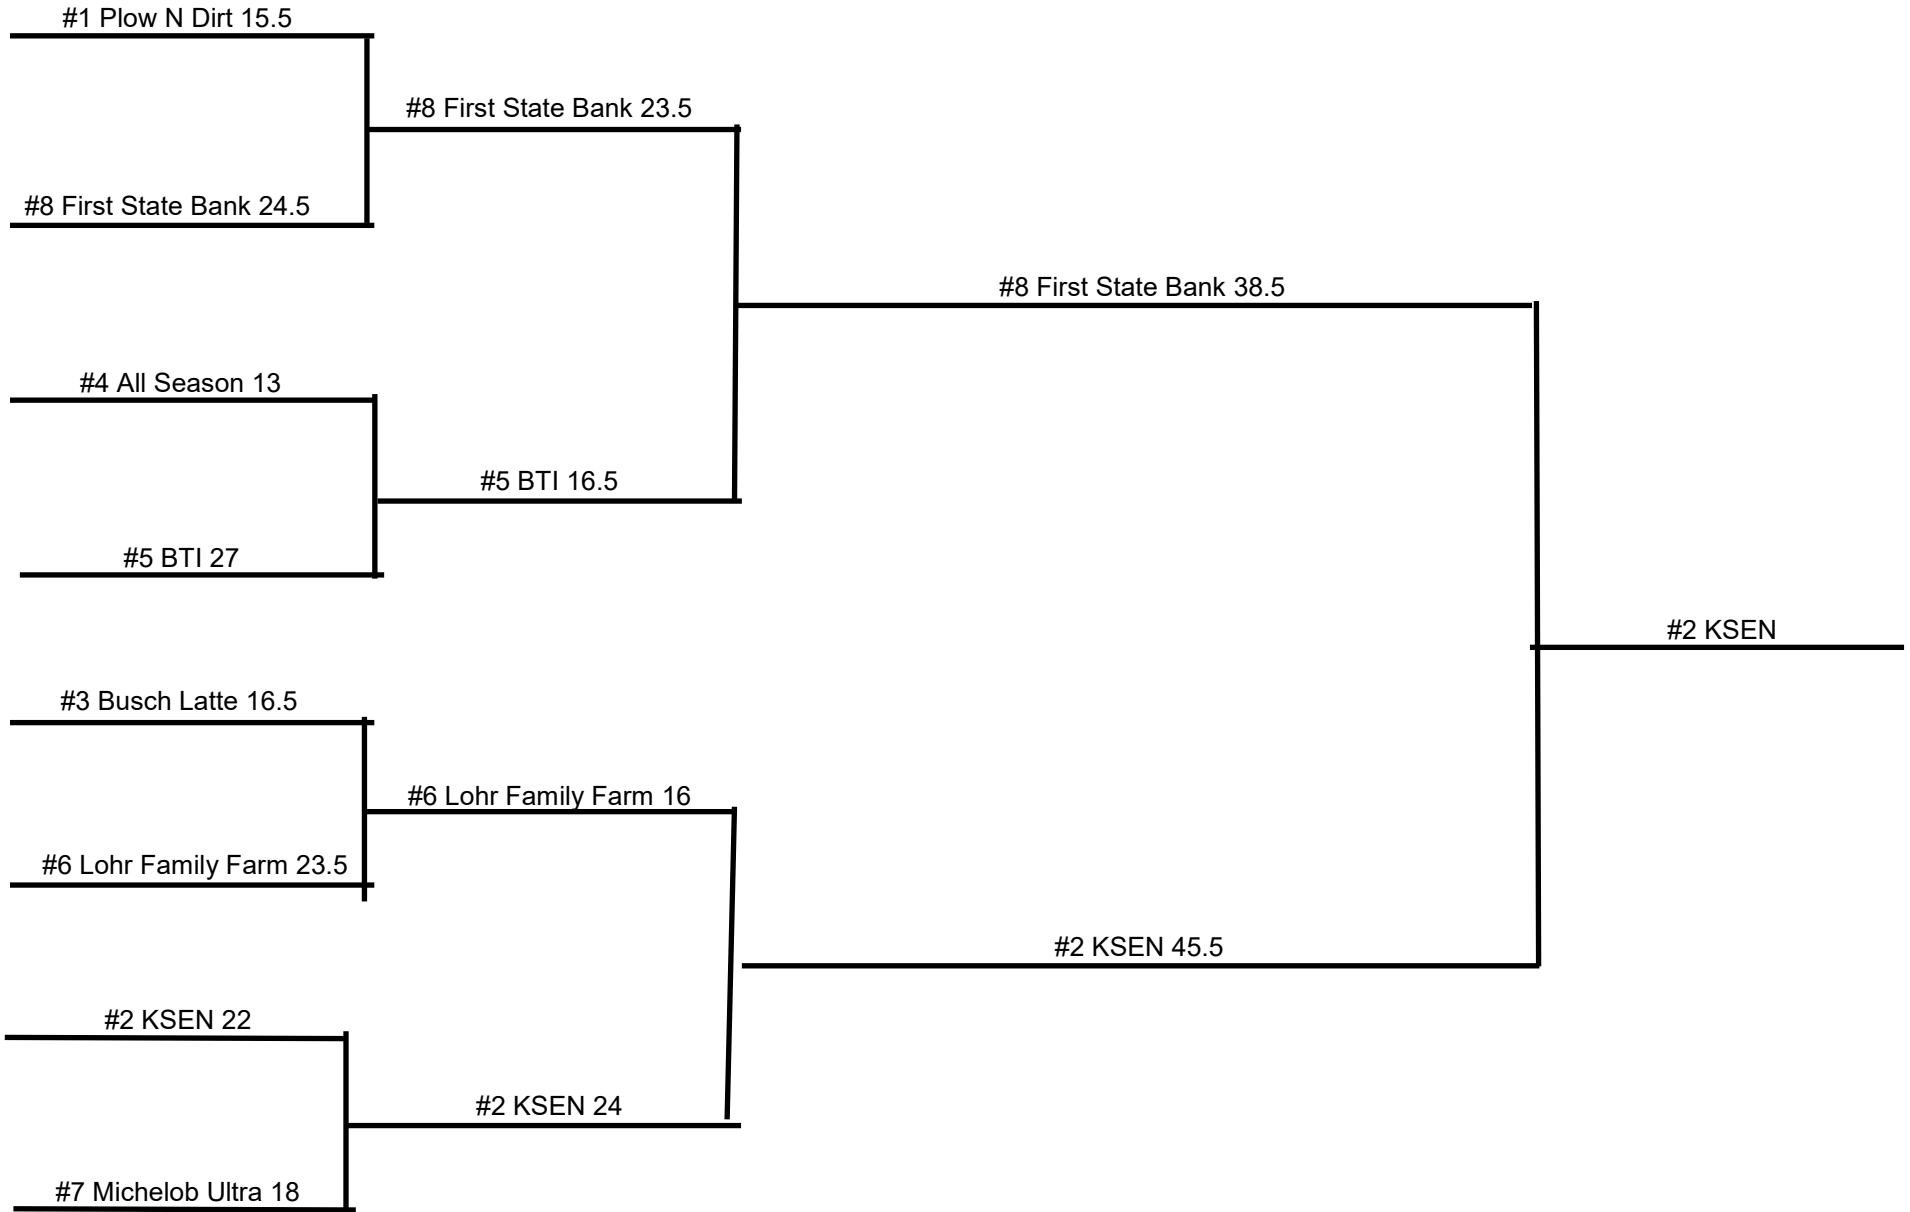 #1 Plow N Dirt 15.5
#8 First State Bank 23.5
#8 First State Bank 24.5
#8 First State Bank 38.5
#4 All Season 13
#5 BTI 16.5
#5 BTI 27
#2 KSEN
#3 Busch Latte 16.5
#6 Lohr Family Farm 16
#6 Lohr Family Farm 23.5
#2 KSEN 45.5
#2 KSEN 22
#2 KSEN 24
#7 Michelob Ultra 18